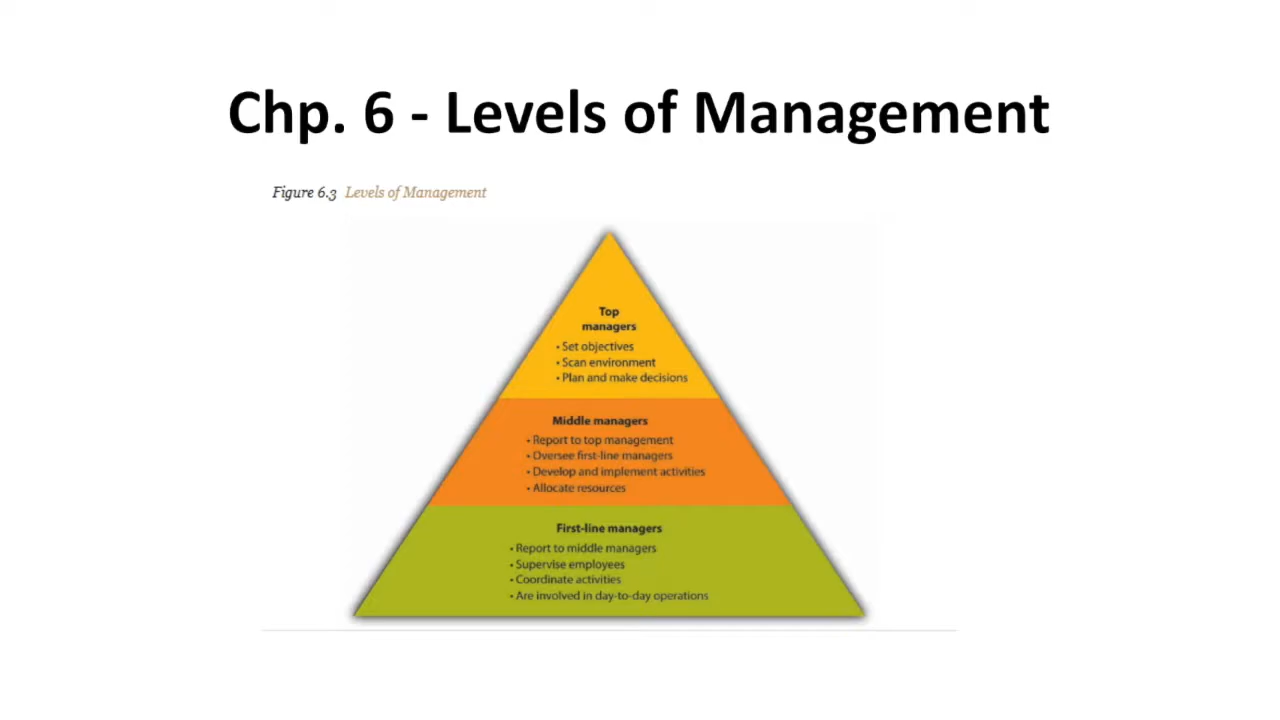 Chp. 6 - Levels of Management
Figure 6.3 Levels of Management
Top
managers
• Set objectives
• Scan environment
• Plan and make decisions
Middle managers
• Report to top management
• Oversee first-line managers
• Develop and implement activities
• Allocate resources
First-line managers
• Report to middle managers
• Supervise employees
• Coordinate activities
• Are involved in day-to-day operations